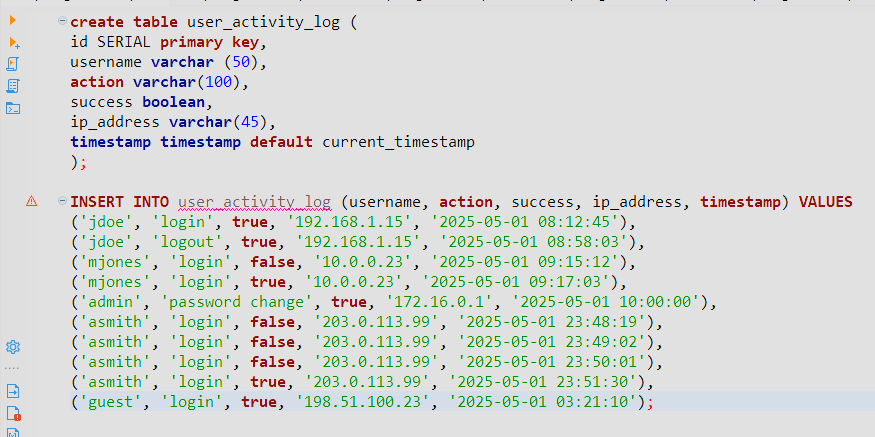 create table user_activity_log (
id SERIAL primary key,
username varchar (50),
action varchar(100),
success boolean,
ip_address varchar(45),
timestamp timestamp default current_timestamp
);
INSERT INTO user_activity_log (username, action, success, ip_address, timestamp) VALUES
('jdoe', 'login', true, '192.168.1.15', '2025-05-01 08:12:45'),
('jdoe', 'logout', true, '192.168.1.15', '2025-05-01 08:58:03'),
('mjones', 'login', false, '10.0.0.23', '2025-05-01 09:15:12'),
('mjones', 'login', true, '10.0.0.23', '2025-05-01 09:17:03'),
('admin', 'password change', true, '172.16.0.1', '2025-05-01 10:00:00'),
('asmith', 'login', false, '203.0.113.99', '2025-05-01 23:48:19'),
('asmith', 'login', false, '203.0.113.99', '2025-05-01 23:49:02'),
('asmith', 'login', false, '203.0.113.99', '2025-05-01 23:50:01'),
('asmith', 'login', true, '203.0.113.99', '2025-05-01 23:51:30'),
('guest', 'login', true, '198.51.100.23', '2025-05-01 03:21:10');